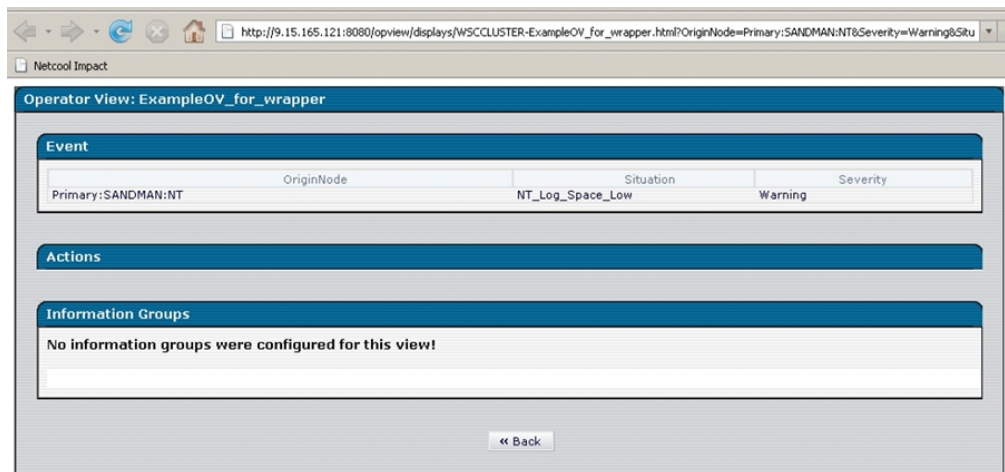 http://9.15.165.121:8080/opview/displays/WSCCLUSTER-ExampleOV_for_wrapper.html?OriginNode=Primary:SANDMAN:NT&Severity=Warning&Situ
Netcool Impact
Operator View: ExampleOV_for_wrapper
Event
OriginNode Situation Severity
Primary:SANDMAN:NT NT_Log_Space_Low Warning
Actions
Information Groups
No information groups were configured for this view!
« Back